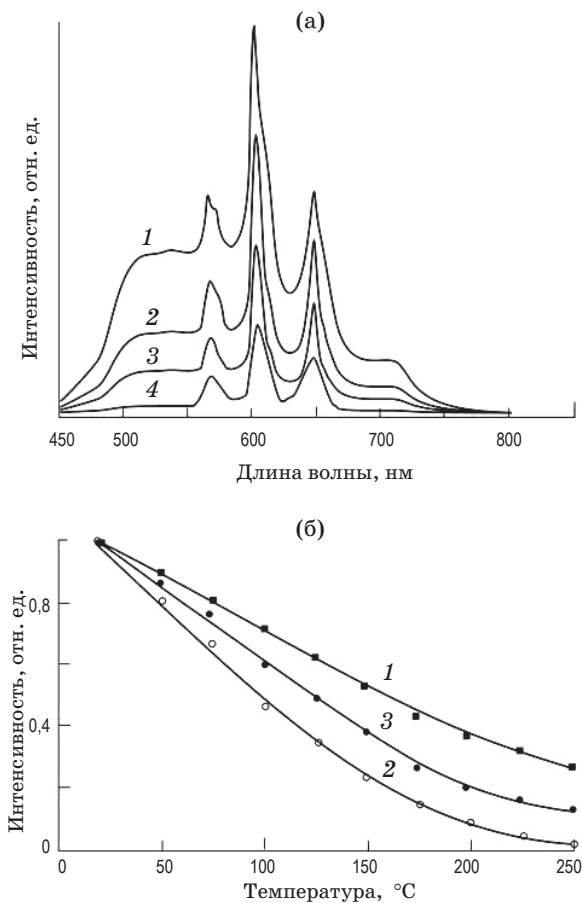 (а)
Интенсивность, отн. ед.
1
2
3
4
450 500 600 700 800
Длина волны, нм
(б)
Интенсивность, отн. ед.
0,8
0,4
0
1
3
2
0 50 100 150 200 250
Температура, °C